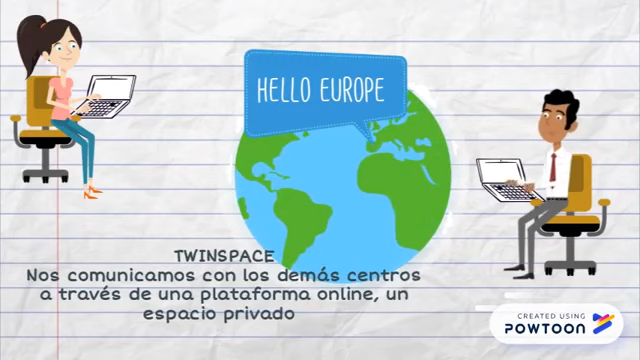 HELLO EUROPE
TWINSPACE
Nos comunicamos con los demás centros
a través de una plataforma online, un
espacio privado
CREATED USING
POWTOON